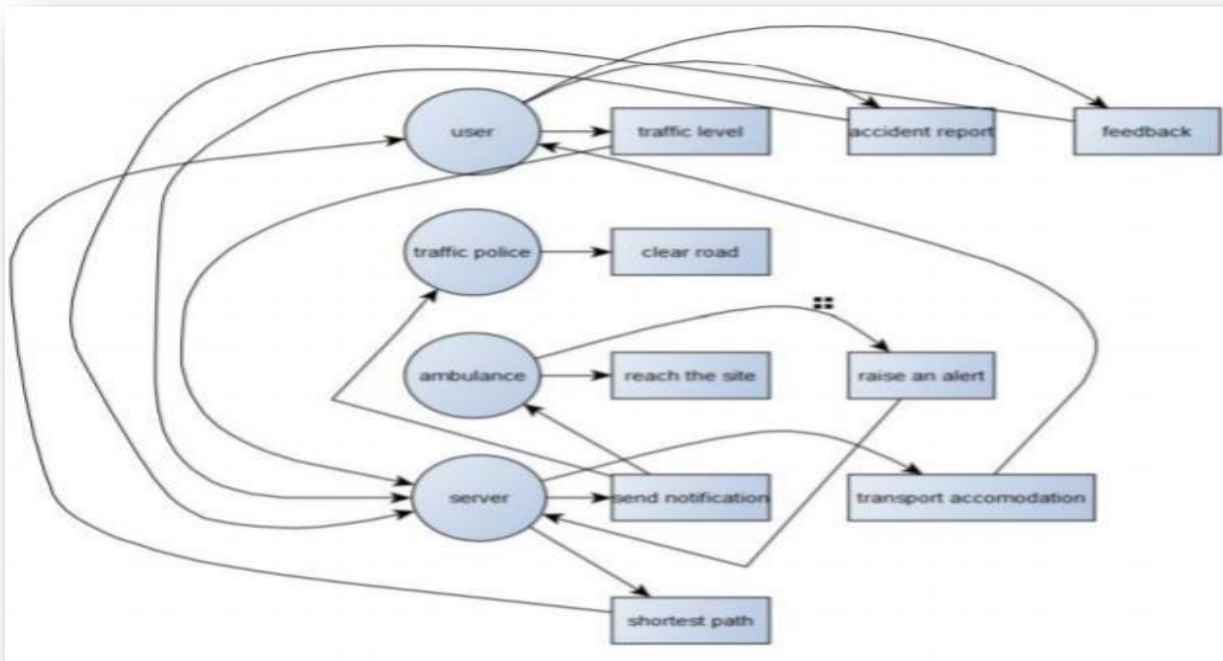 user
traffic level
accident report
feedback
traffic police
clear road
ambulance
reach the site
raise an alert
server
send notification
transport accomodation
shortest path